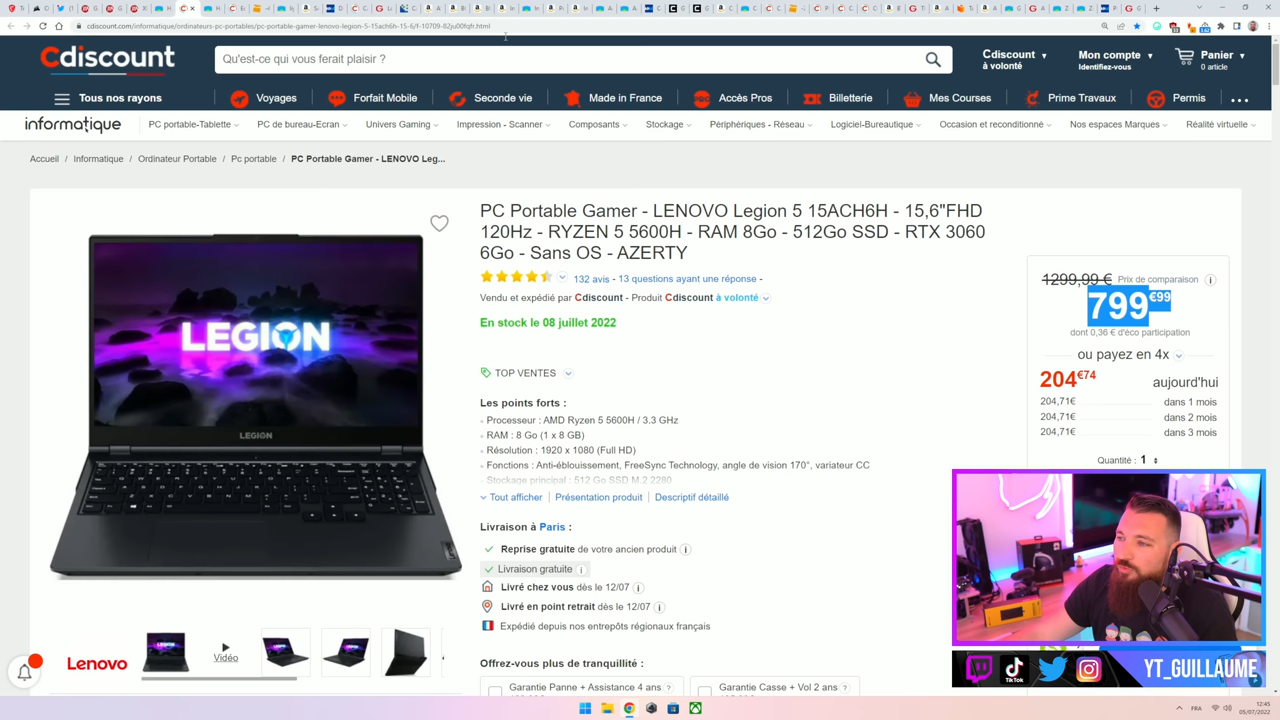 cdiscount.com/informatique/ordinateurs-pc-portables/pc-portable-gamer-lenovo-legion-5-15ach6h-15-6/f-10709-82ju00fqfr.html
Cdiscount
Qu'est-ce qui vous ferait plaisir ?
Cdiscount
à volonté
Mon compte
Identifiez-vous
Panier
0 article
Tous nos rayons
Voyages
Forfait Mobile
Seconde vie
Made in France
Accès Pros
Billetterie
Mes Courses
Prime Travaux
Permis
informatique
PC portable-Tablette
PC de bureau-Ecran
Univers Gaming
Impression - Scanner
Composants
Stockage
Périphériques - Réseau
Logiciel-Bureautique
Occasion et reconditionné
Nos espaces Marques
Réalité virtuelle
Accueil / Informatique / Ordinateur Portable / Pc portable / PC Portable Gamer - LENOVO Leg...
PC Portable Gamer - LENOVO Legion 5 15ACH6H - 15,6"FHD
120Hz - RYZEN 5 5600H - RAM 8Go - 512Go SSD - RTX 3060
6Go - Sans OS - AZERTY
132 avis - 13 questions ayant une réponse -
Vendu et expédié par Cdiscount - Produit Cdiscount à volonté
En stock le 08 juillet 2022
TOP VENTES
Les points forts :
Processeur : AMD Ryzen 5 5600H / 3.3 GHz
RAM : 8 Go (1 x 8 GB)
Résolution : 1920 x 1080 (Full HD)
Fonctions : Anti-éblouissement, FreeSync Technology, angle de vision 170°, variateur CC
Stockage principal : 512 Go SSD M.2 2280
Tout afficher | Présentation produit | Descriptif détaillé
Livraison à Paris :
Reprise gratuite de votre ancien produit
Livraison gratuite
Livré chez vous dès le 12/07
Livré en point retrait dès le 12/07
Expédié depuis nos entrepôts régionaux français
Offrez-vous plus de tranquillité :
Garantie Panne + Assistance 4 ans ?
Garantie Casse + Vol 2 ans ?
1299,99 € Prix de comparaison
799€99
dont 0,36 € d'éco participation
ou payez en 4x
204€74 aujourd'hui
204,71€ dans 1 mois
204,71€ dans 2 mois
204,71€ dans 3 mois
Quantité : 1
LEGION
LEGION
Lenovo
Vidéo
TikTok
YT_GUILLAUME
FRA
12:45
05/07/2022